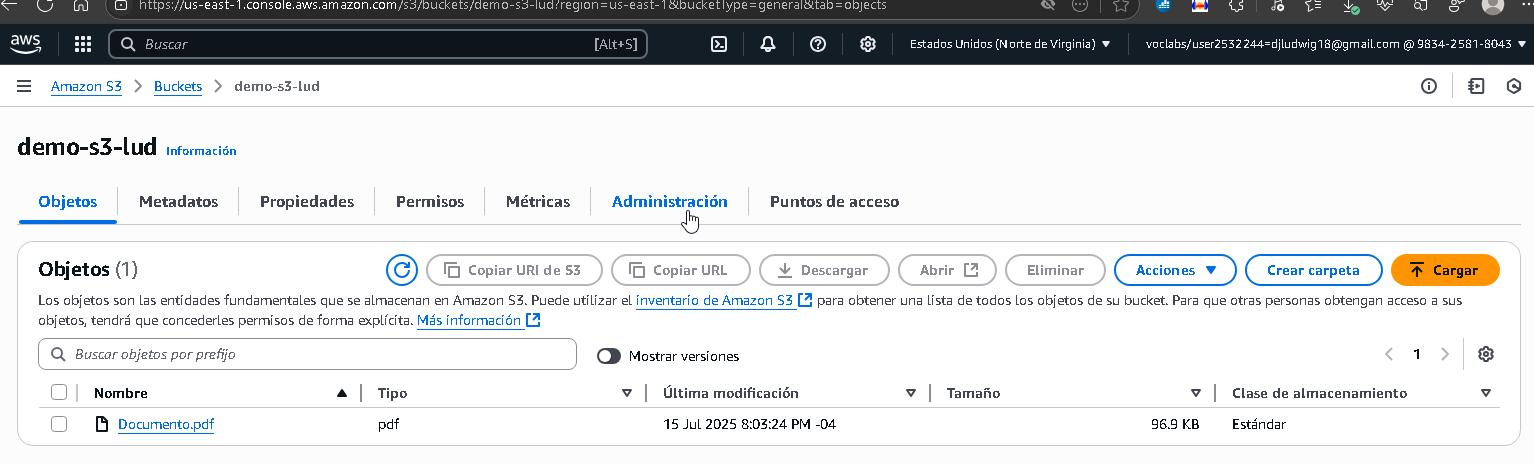 https://us-east-1.console.aws.amazon.com/s3/buckets/demo-s3-lud?region=us-east-1&bucketType=general&tab=objects
aws Buscar [Alt+S] Estados Unidos (Norte de Virginia) voclabs/user2532244=djludwig18@gmail.com @ 9834-2581-8043
Amazon S3 Buckets demo-s3-lud
demo-s3-lud Información
Objetos Metadatos Propiedades Permisos Métricas Administración Puntos de acceso
Objetos (1) Copiar URI de S3 Copiar URL Descargar Abrir Eliminar Acciones Crear carpeta Cargar
Los objetos son las entidades fundamentales que se almacenan en Amazon S3. Puede utilizar el inventario de Amazon S3 para obtener una lista de todos los objetos de su bucket. Para que otras personas obtengan acceso a sus
objetos, tendrá que concederles permisos de forma explícita. Más información
Buscar objetos por prefijo Mostrar versiones 1
Nombre Tipo Última modificación Tamaño Clase de almacenamiento
Documento.pdf pdf 15 Jul 2025 8:03:24 PM -04 96.9 KB Estándar